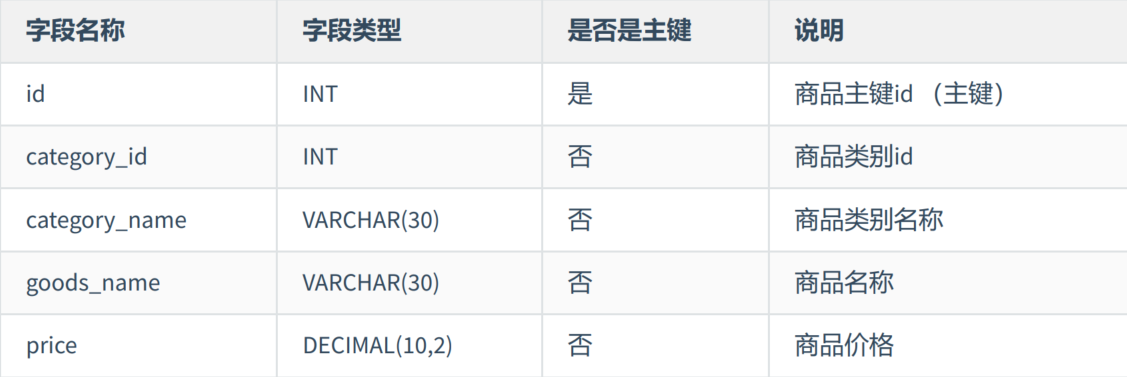 字段名称 字段类型 是否是主键 说明
id INT 是 商品主键id （主键）
category_id INT 否 商品类别id
category_name VARCHAR(30) 否 商品类别名称
goods_name VARCHAR(30) 否 商品名称
price DECIMAL(10,2) 否 商品价格